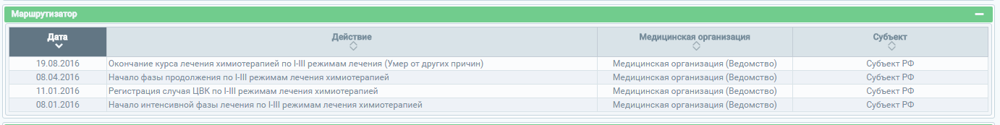 Маршрутизатор
Дата Действие Медицинская организация Субъект
19.08.2016 Окончание курса лечения химиотерапией по I-III режимам лечения (Умер от других причин) Медицинская организация (Ведомство) Субъект РФ
08.04.2016 Начало фазы продолжения по I-III режимам лечения химиотерапией Медицинская организация (Ведомство) Субъект РФ
11.01.2016 Регистрация случая ЦВК по I-III режимам лечения химиотерапией Медицинская организация (Ведомство) Субъект РФ
08.01.2016 Начало интенсивной фазы лечения по I-III режимам лечения химиотерапией Медицинская организация (Ведомство) Субъект РФ